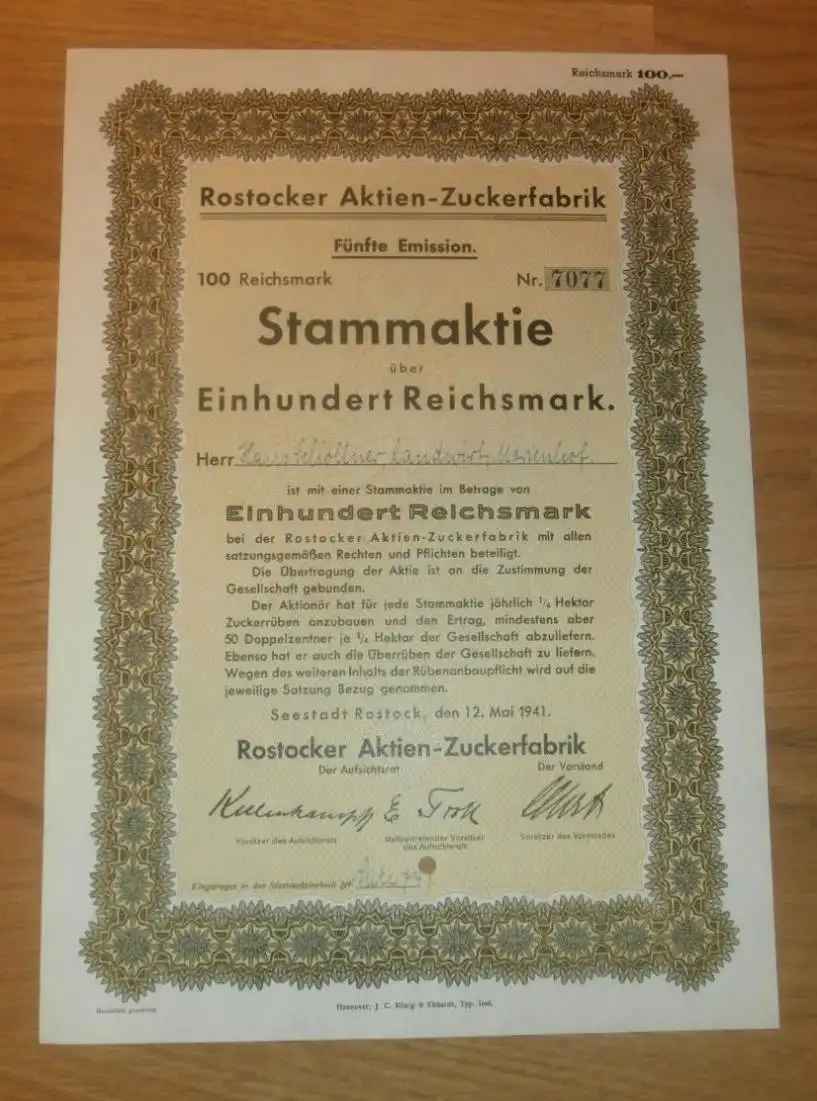 Reichsmark 100.—
Rostocker Aktien-Zuckerfabrik
Fünfte Emission.
100 Reichsmark Nr. 7077
Stammaktie
über
Einhundert Reichsmark.
Herr Landwirt, Marienhof.
ist mit einer Stammaktie im Betrage von
Einhundert Reichsmark
bei der Rostocker Aktien-Zuckerfabrik mit allen
satzungsgemäßen Rechten und Pflichten beteiligt.
Die Übertragung der Aktie ist an die Zustimmung der
Gesellschaft gebunden.
Der Aktionär hat für jede Stammaktie jährlich ¼ Hektar
Zuckerrüben anzubauen und den Ertrag, mindestens aber
50 Doppelzentner je ¼ Hektar der Gesellschaft abzuliefern.
Ebenso hat er auch die Überrüben der Gesellschaft zu liefern.
Wegen des weiteren Inhalts der Rübenanbaupflicht wird auf die
jeweilige Satzung Bezug genommen.
Seestadt Rostock, den 12. Mai 1941.
Rostocker Aktien-Zuckerfabrik
Der Aufsichtsrat Der Vorstand
E Troll
Vorsitzer des Aufsichtsrats stellvertretender Vorsitzer Vorsitzer des Vorstandes
des Aufsichtsrats
Eingetragen in das Stammaktienbuch
Hannover, J. C. König & Ebhardt, Typ. Inst.